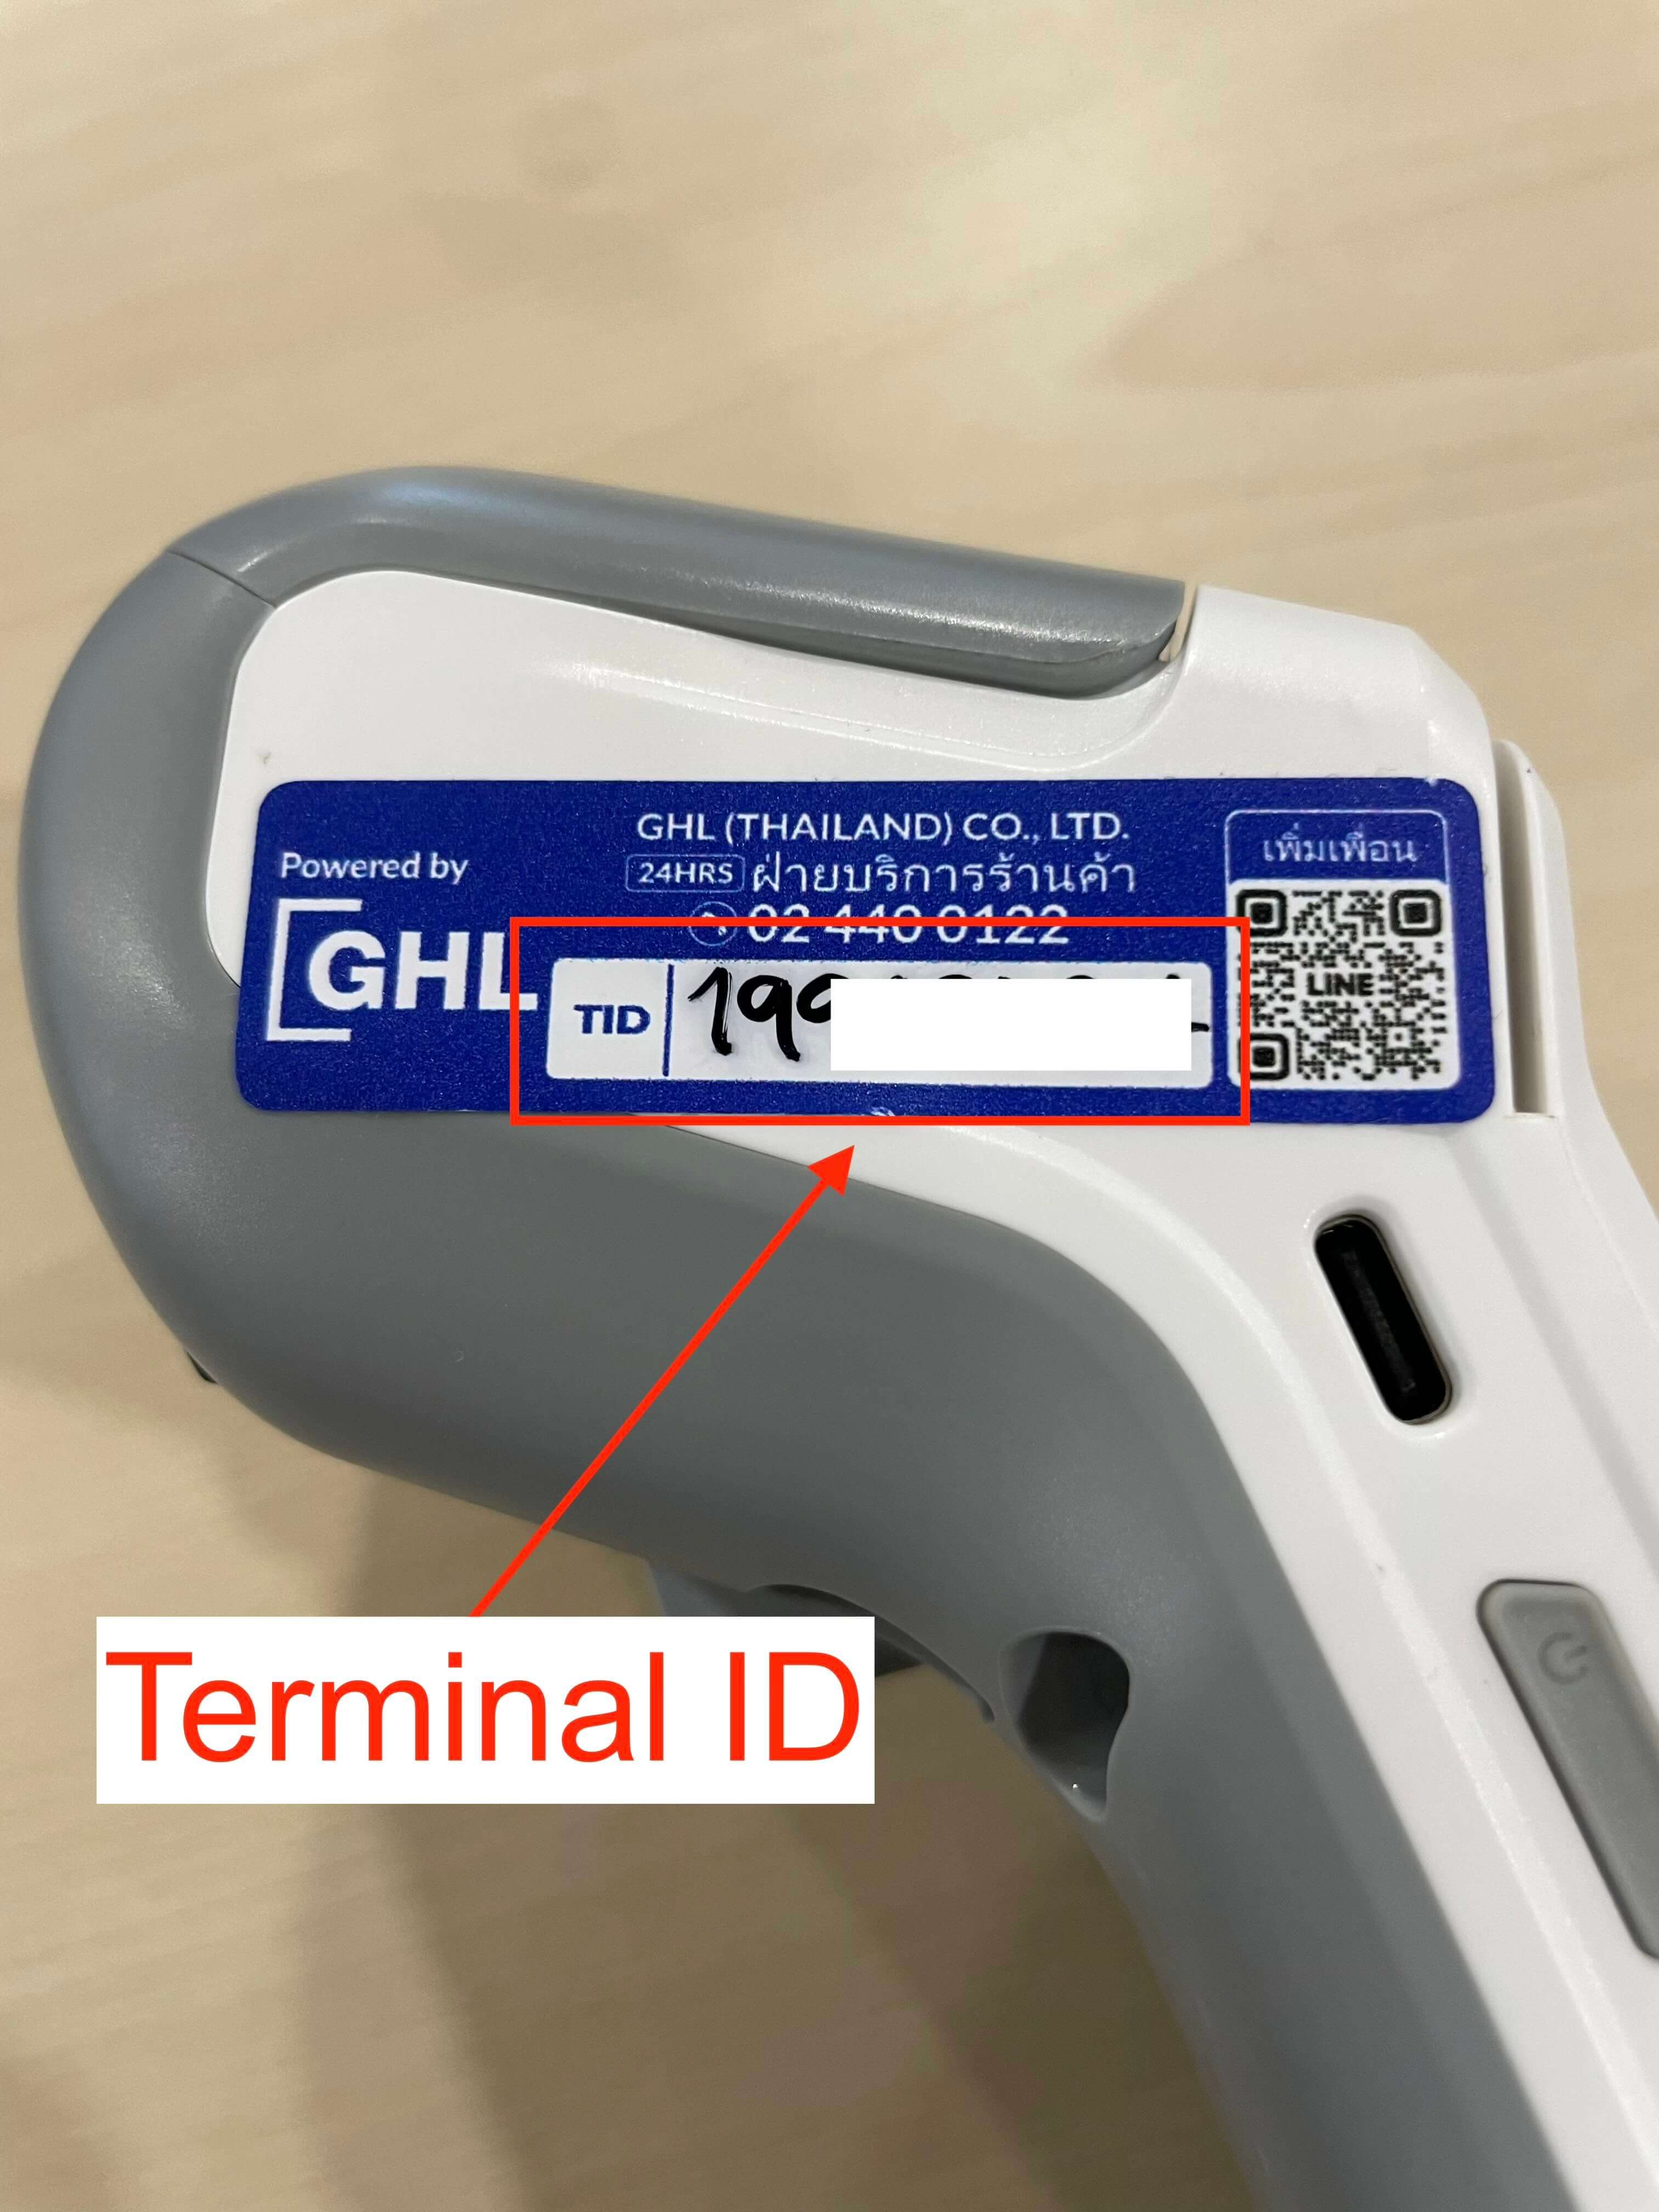 GHL (THAILAND) CO., LTD.
Powered by
24HRS ฝ่ายบริการร้านค้า
เพิ่มเพื่อน
02 440 0122
GHL
LINE
TID
Terminal ID